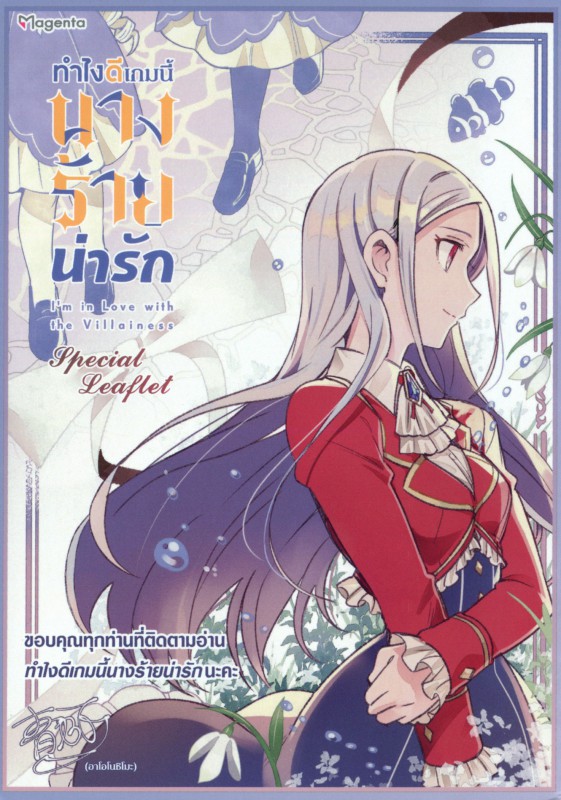 Magenta
ทำไงดีเกมนี้
นาง
ร้าย
น่ารัก
I'm in Love with
the Villainess
Special
Leaflet
ขอบคุณทุกท่านที่ติดตามอ่าน
ทำไงดีเกมนี้นางร้ายน่ารักนะคะ
(อาโอโนชิโมะ)